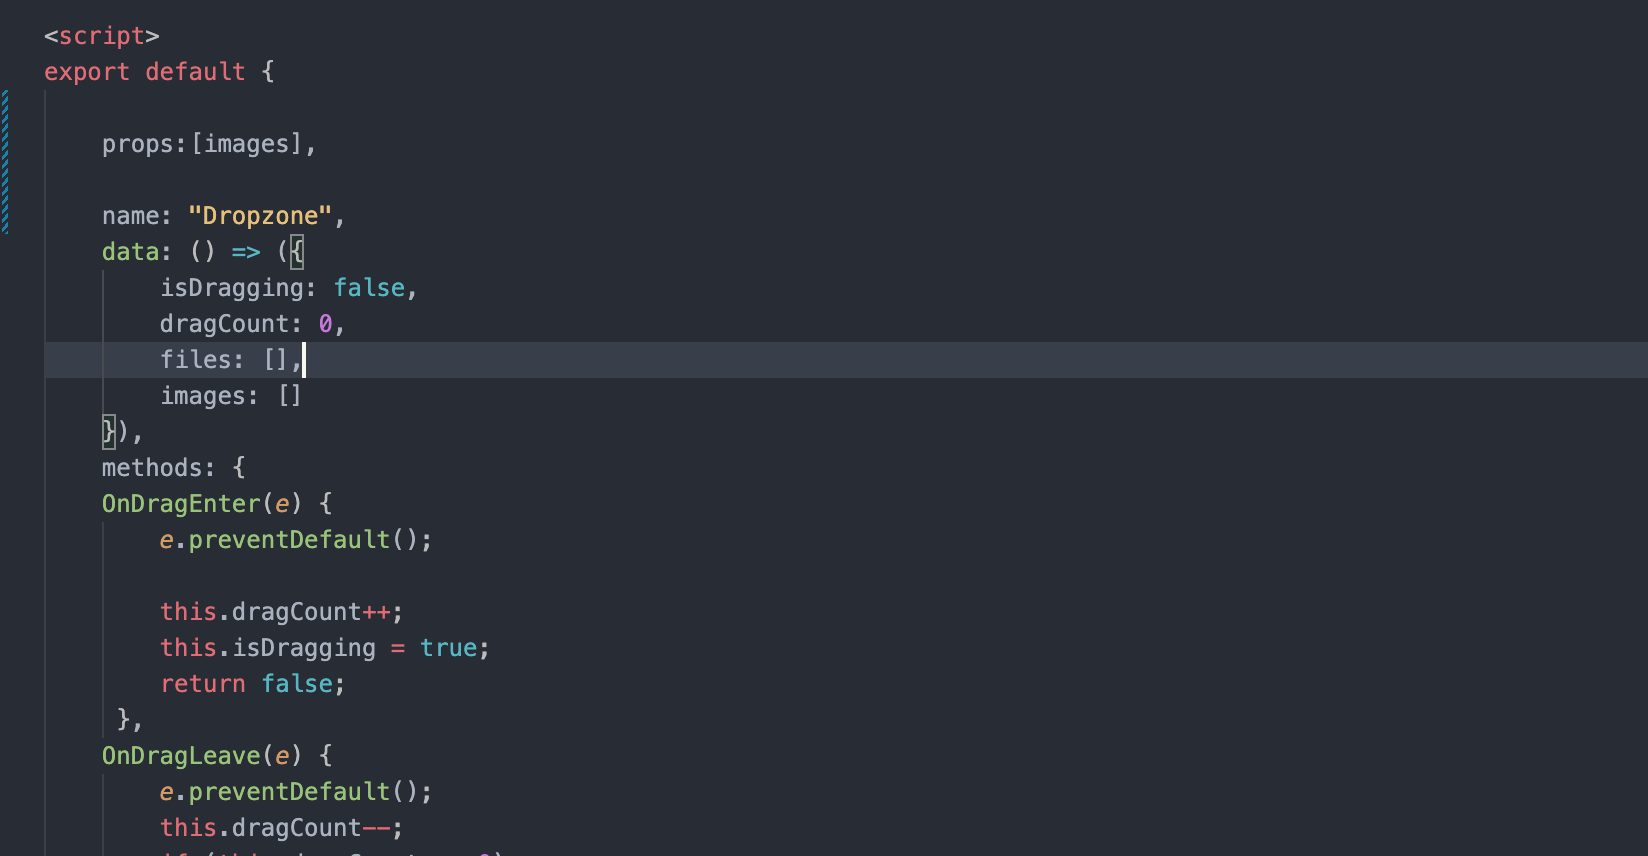 <script>
export default {
props:[images],
name: "Dropzone",
data: () => ({
isDragging: false,
dragCount: 0,
files: [],
images: []
}),
methods: {
OnDragEnter(e) {
e.preventDefault();
this.dragCount++;
this.isDragging = true;
return false;
},
OnDragLeave(e) {
e.preventDefault();
this.dragCount--;